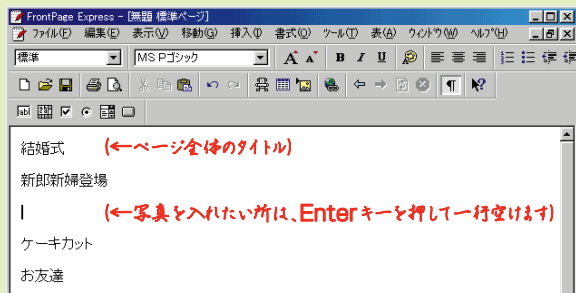 FrontPage Express - [無題 標準ページ]
ファイル(F) 編集(E) 表示(V) 移動(G) 挿入(I) 書式(O) ツール(T) 表(A) ウィンドウ(W) ヘルプ(H)
標準 MS Pゴシック A A B I U
abl
結婚式 (←ページ全体のタイトル)
新郎新婦登場
(←写真を入れたい所は、Enterキーを押して一行空けます)
ケーキカット
お友達